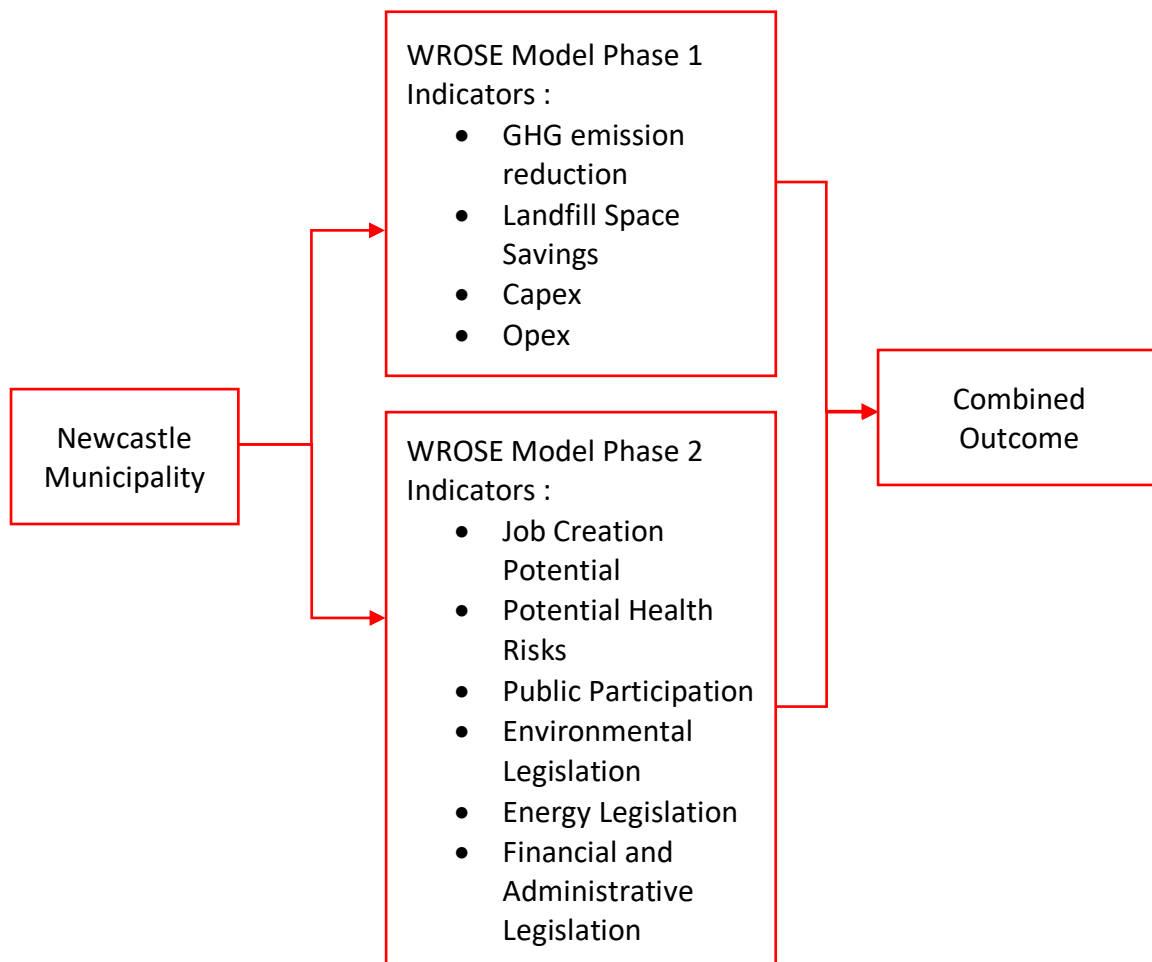 Newcastle
Municipality
WROSE Model Phase 1
Indicators :
• GHG emission
reduction
• Landfill Space
Savings
• Capex
• Opex
WROSE Model Phase 2
Indicators :
• Job Creation
Potential
• Potential Health
Risks
• Public Participation
• Environmental
Legislation
• Energy Legislation
• Financial and
Administrative
Legislation
Combined
Outcome